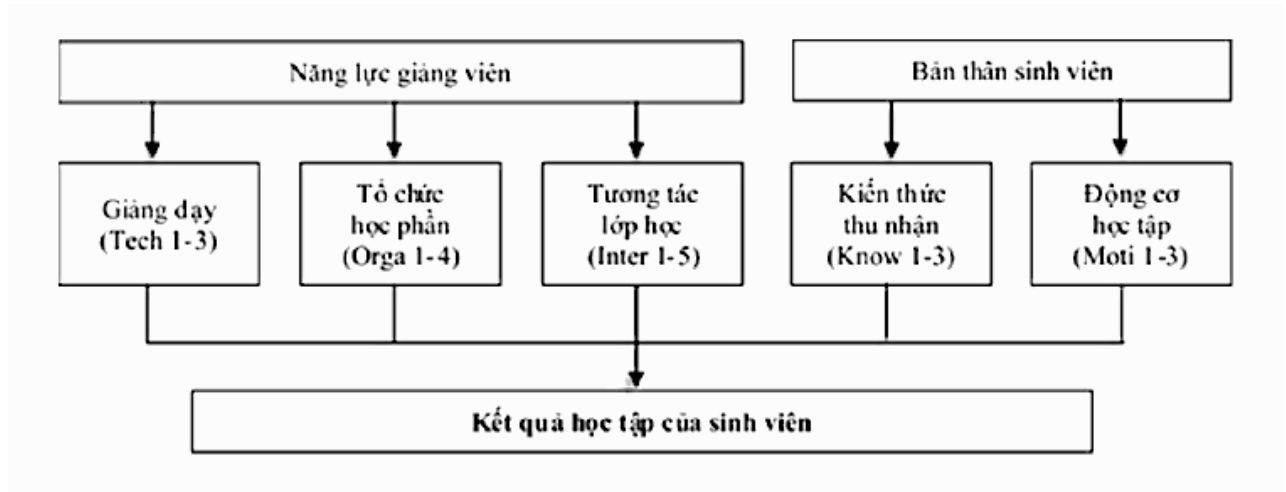 Năng lực giảng viên
Bản thân sinh viên
Giảng dạy
(Tech 1-3)
Tổ chức
học phần
(Orga 1-4)
Tương tác
lớp học
(Inter 1-5)
Kiến thức
thu nhận
(Know 1-3)
Động cơ
học tập
(Moti 1-3)
Kết quả học tập của sinh viên